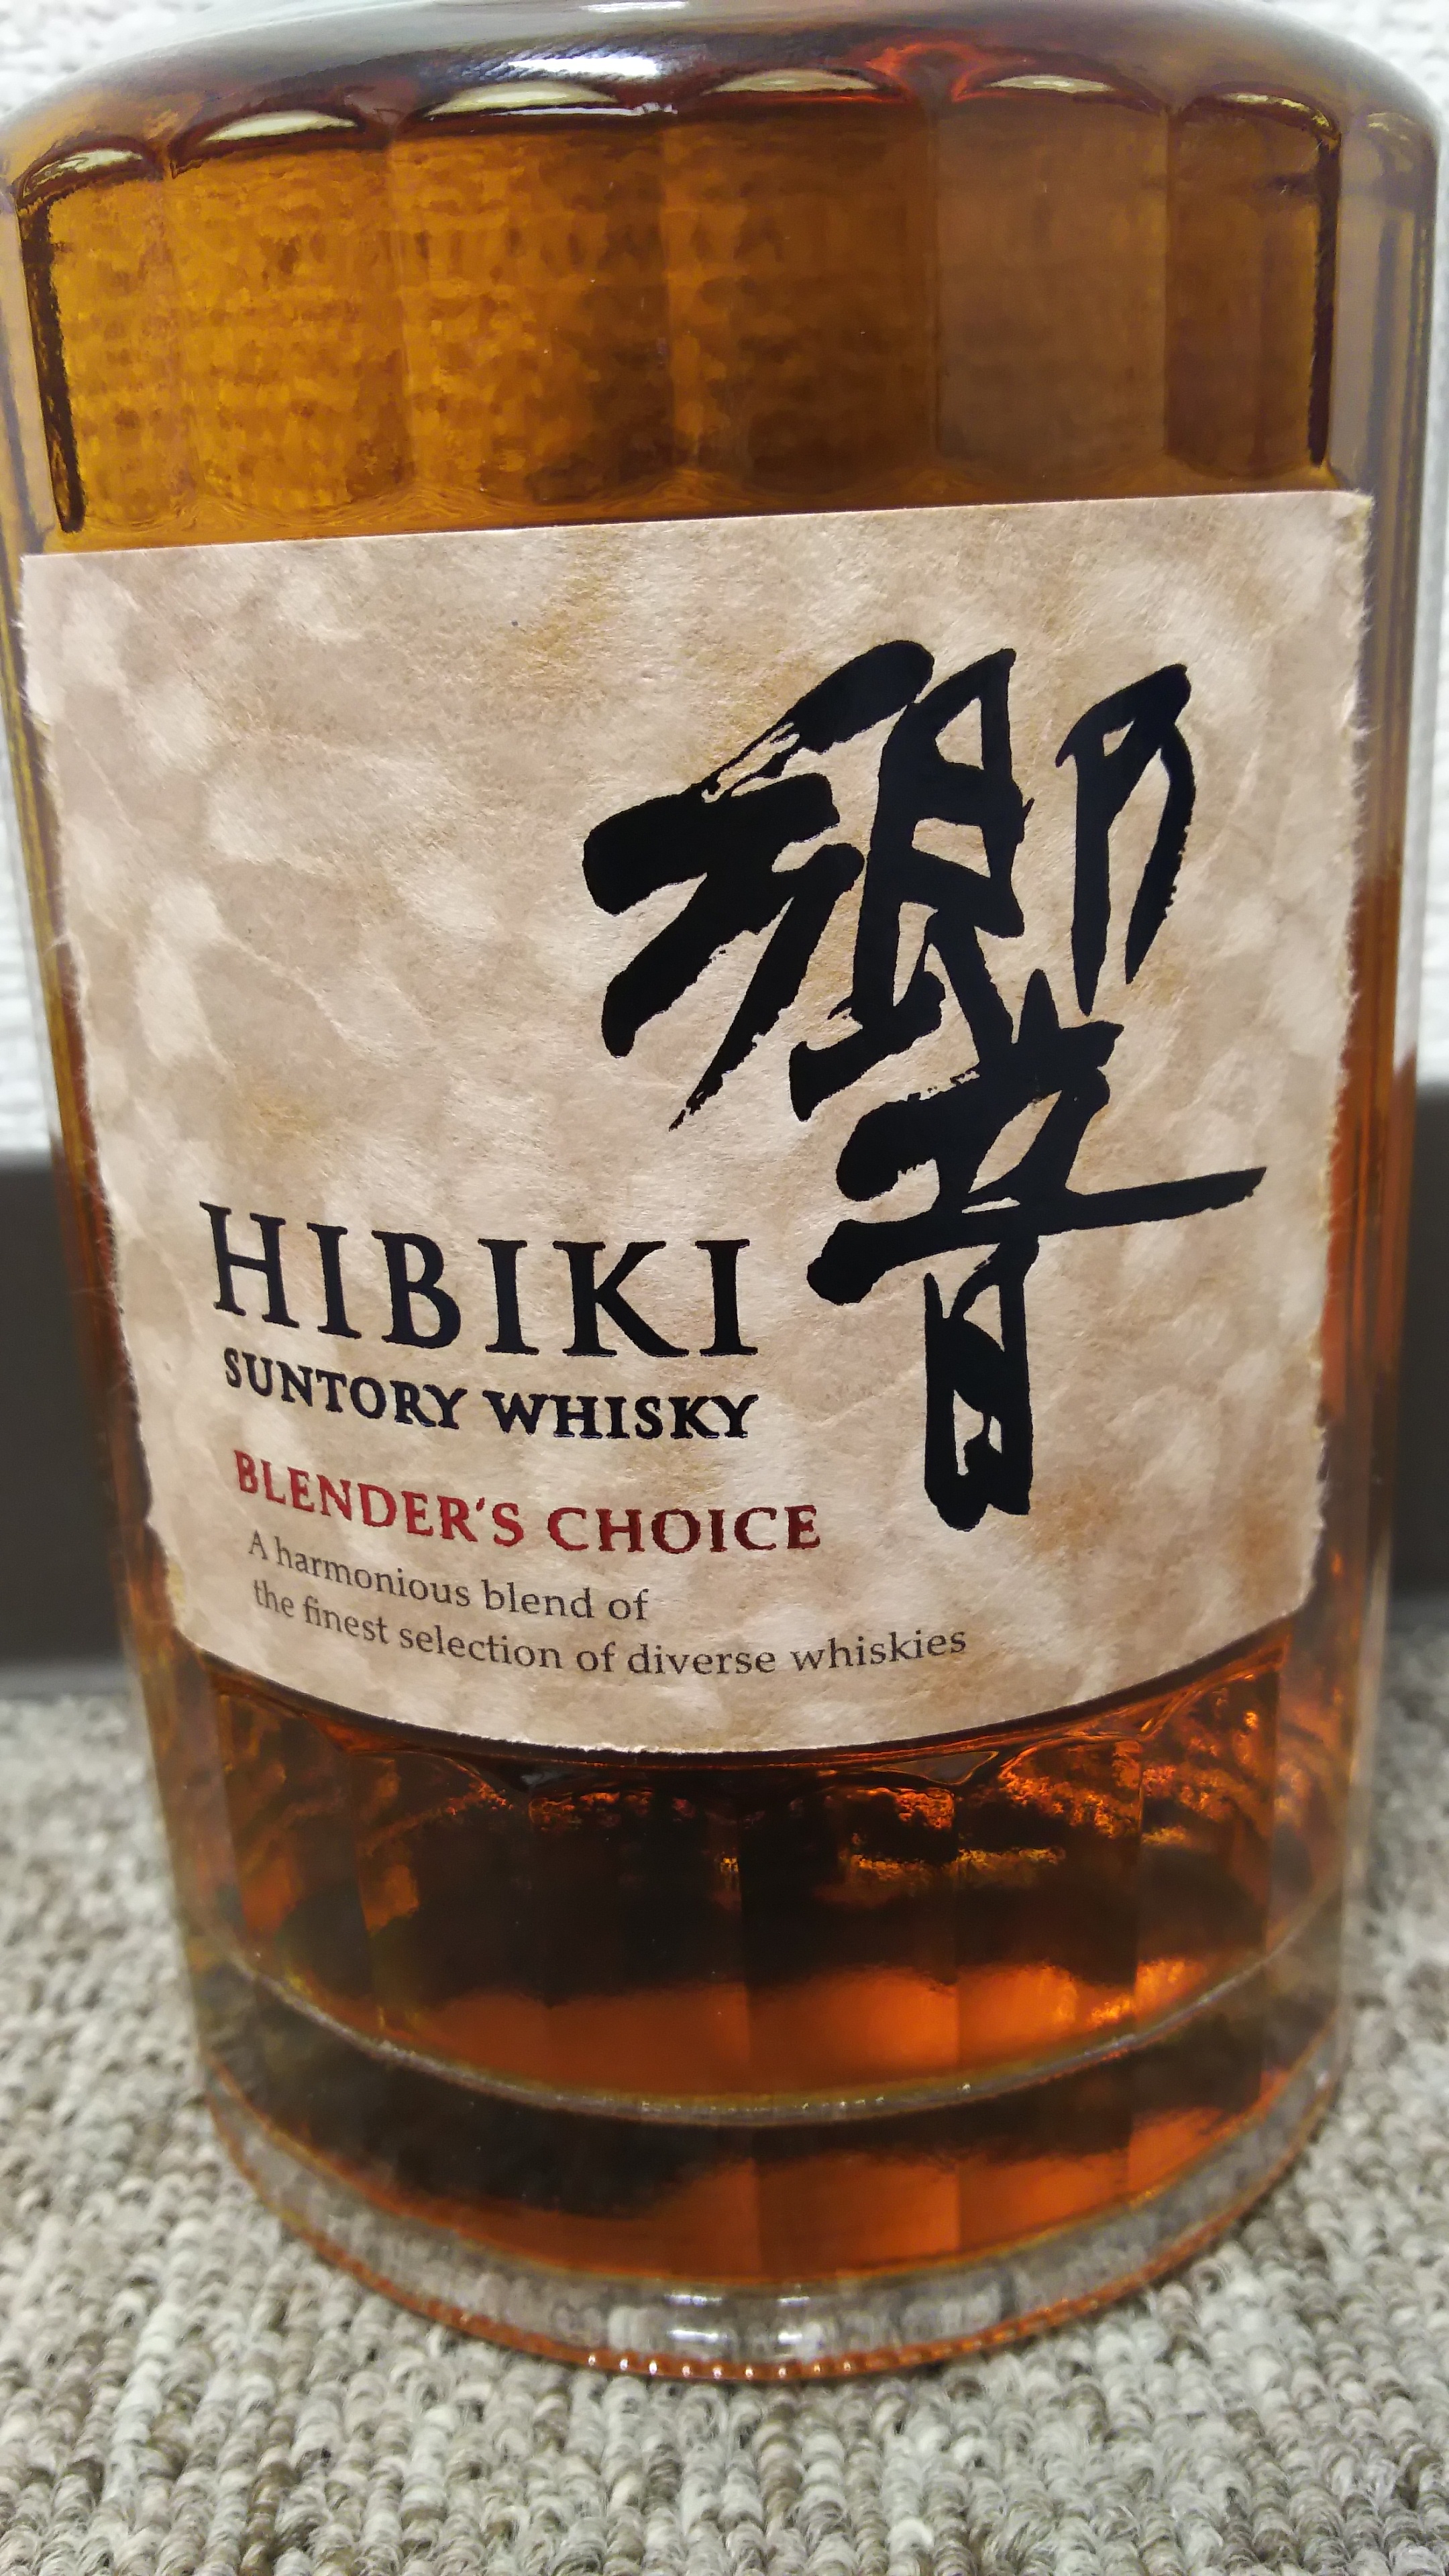 響
HIBIKI
SUNTORY WHISKY
BLENDER'S CHOICE
A harmonious blend of
the finest selection of diverse whiskies